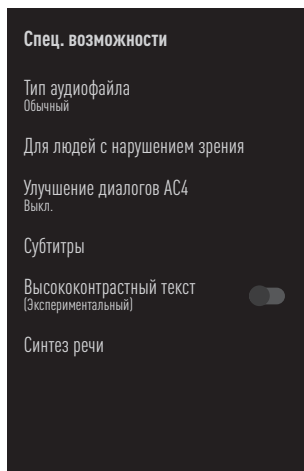 Спец. возможности
Тип аудиофайла
Обычный
Для людей с нарушением зрения
Улучшение диалогов AC4
Выкл.
Субтитры
Высококонтрастный текст
(Экспериментальный)
Синтез речи